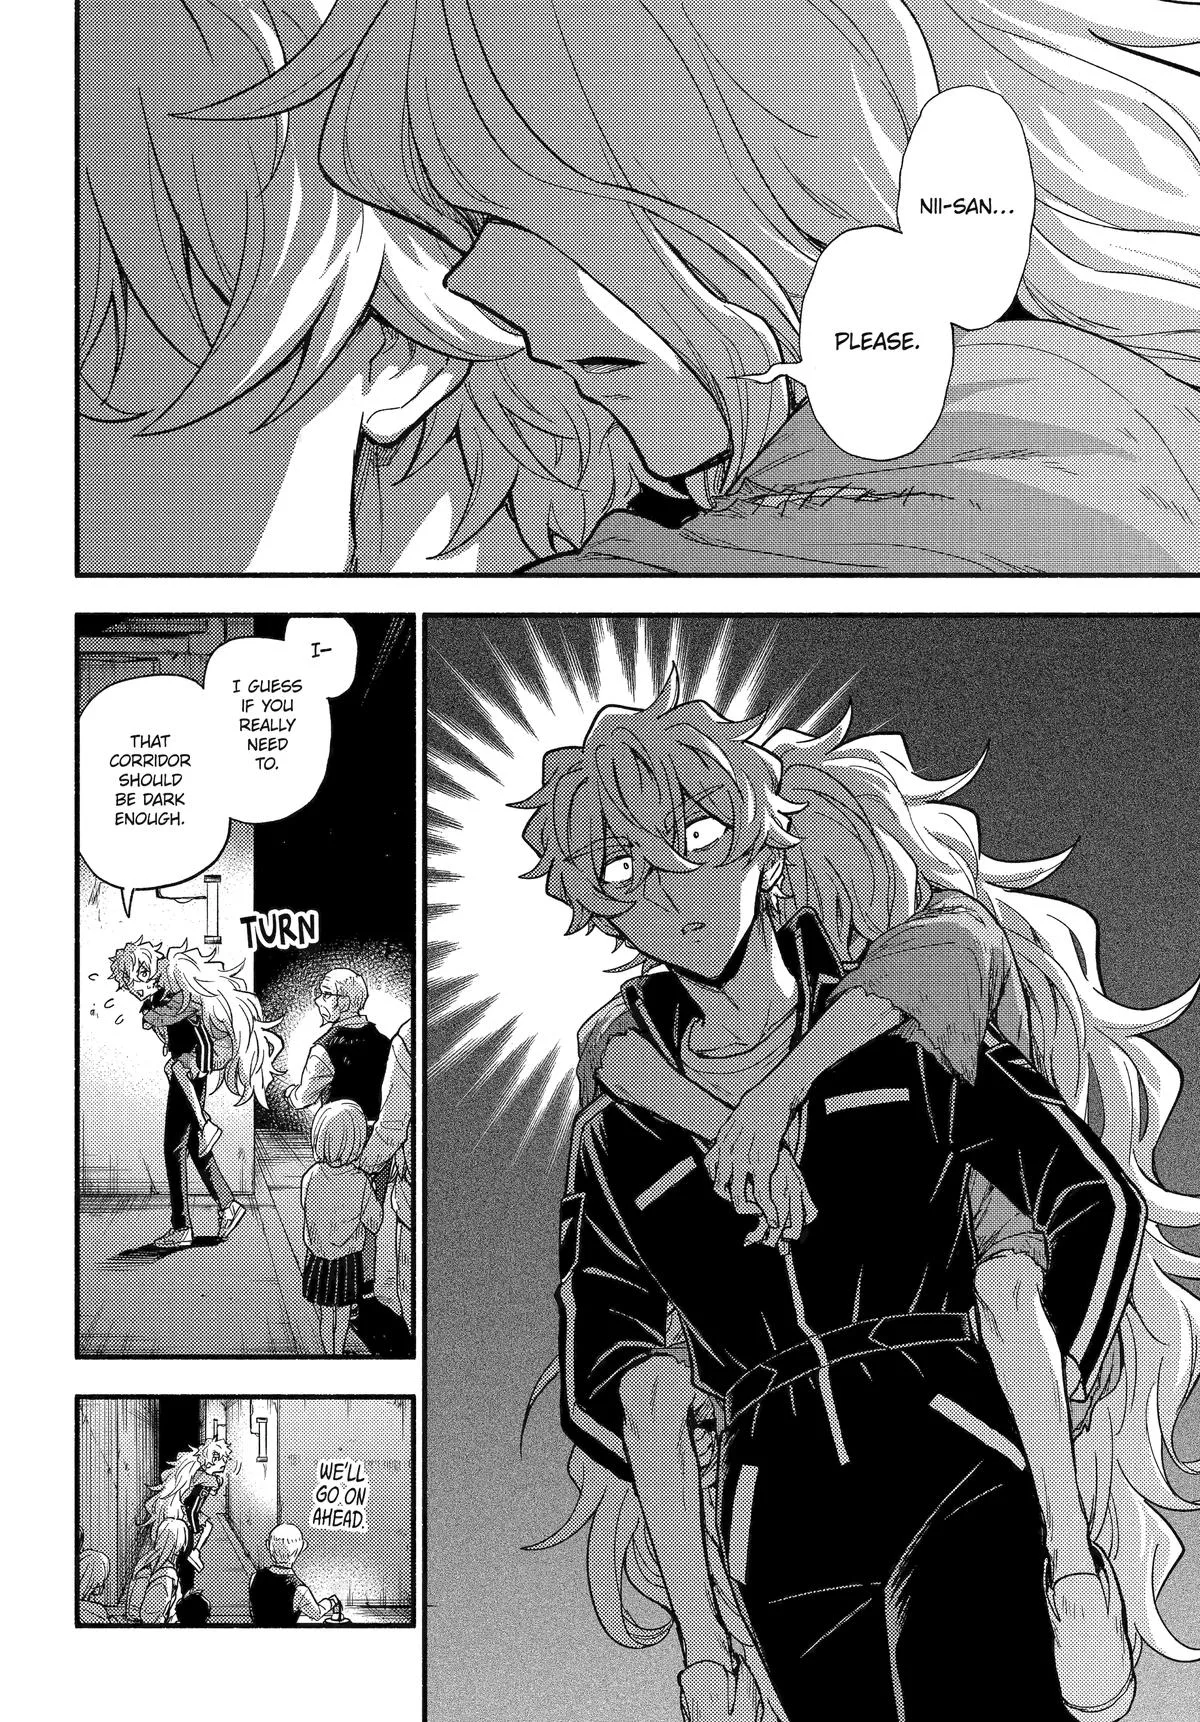 NII-SAN...
PLEASE.
I-
I GUESS
IF YOU
REALLY
NEED
TO.
THAT
CORRIDOR
SHOULD
BE DARK
ENOUGH.
TURN
WE'LL
GO ON
AHEAD.